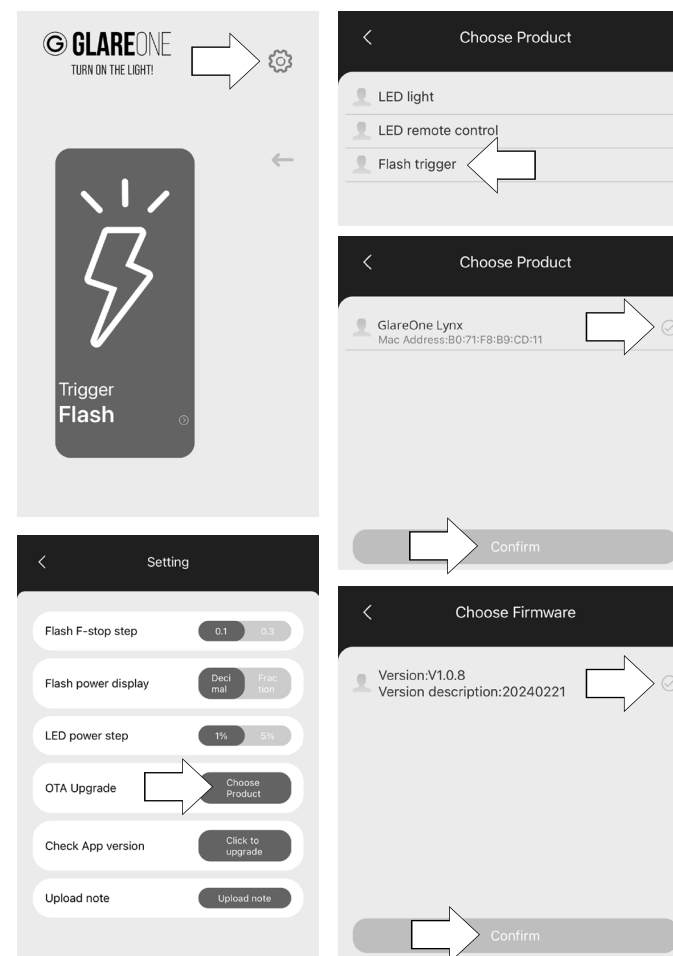 G GLAREONE
TURN ON THE LIGHT!
Trigger
Flash
Setting
Flash F-stop step
0.1 0.3
Flash power display
Deci
mal
Frac
tion
LED power step
1% 5%
OTA Upgrade
Choose
Product
Check App version
Click to
upgrade
Upload note
Upload note
Choose Product
LED light
LED remote control
Flash trigger
Choose Product
GlareOne Lynx
Mac Address:B0:71:F8:B9:CD:11
Confirm
Choose Firmware
Version:V1.0.8
Version description:20240221
Confirm